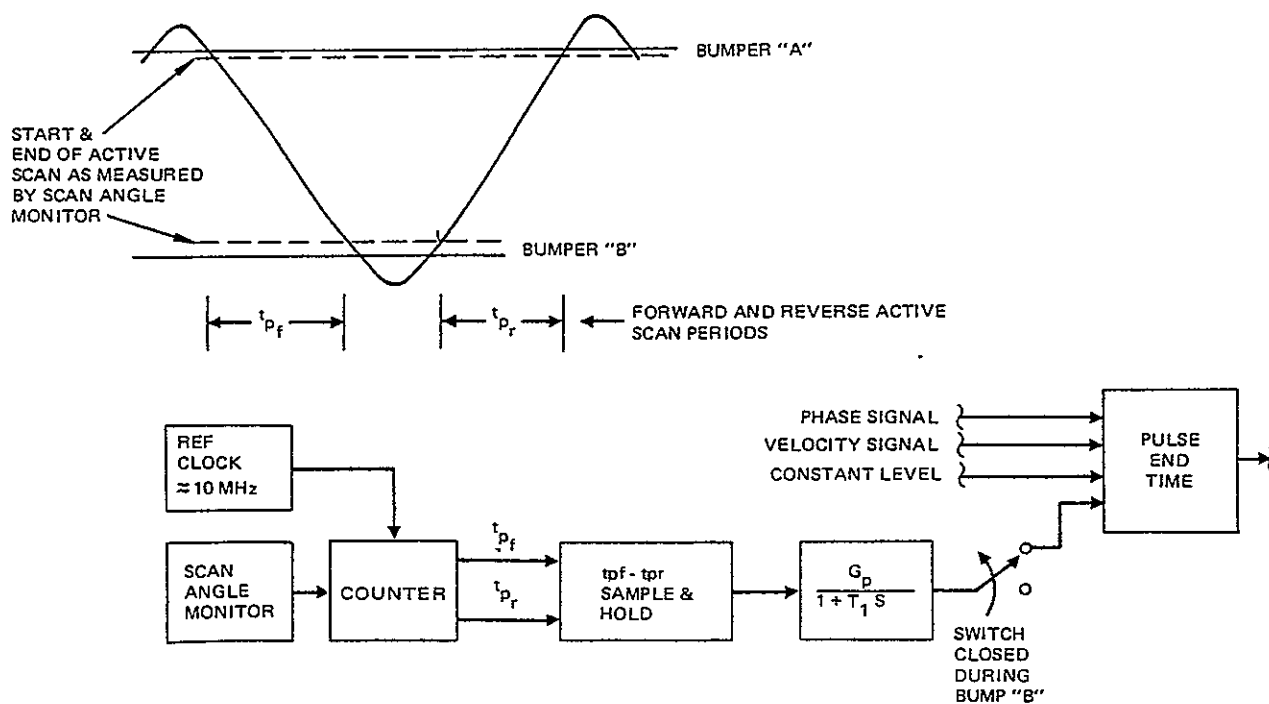 BUMPER "A"
START &
END OF ACTIVE
SCAN AS MEASURED
BY SCAN ANGLE
MONITOR
BUMPER "B"
tpf
tpr
FORWARD AND REVERSE ACTIVE
SCAN PERIODS
PHASE SIGNAL
VELOCITY SIGNAL
CONSTANT LEVEL
PULSE
END
TIME
REF
CLOCK
≈ 10 MHz
SCAN
ANGLE
MONITOR
COUNTER
tpf
tpr
tpf - tpr
SAMPLE &
HOLD
Gp
1 + T1 S
SWITCH
CLOSED
DURING
BUMP "B"